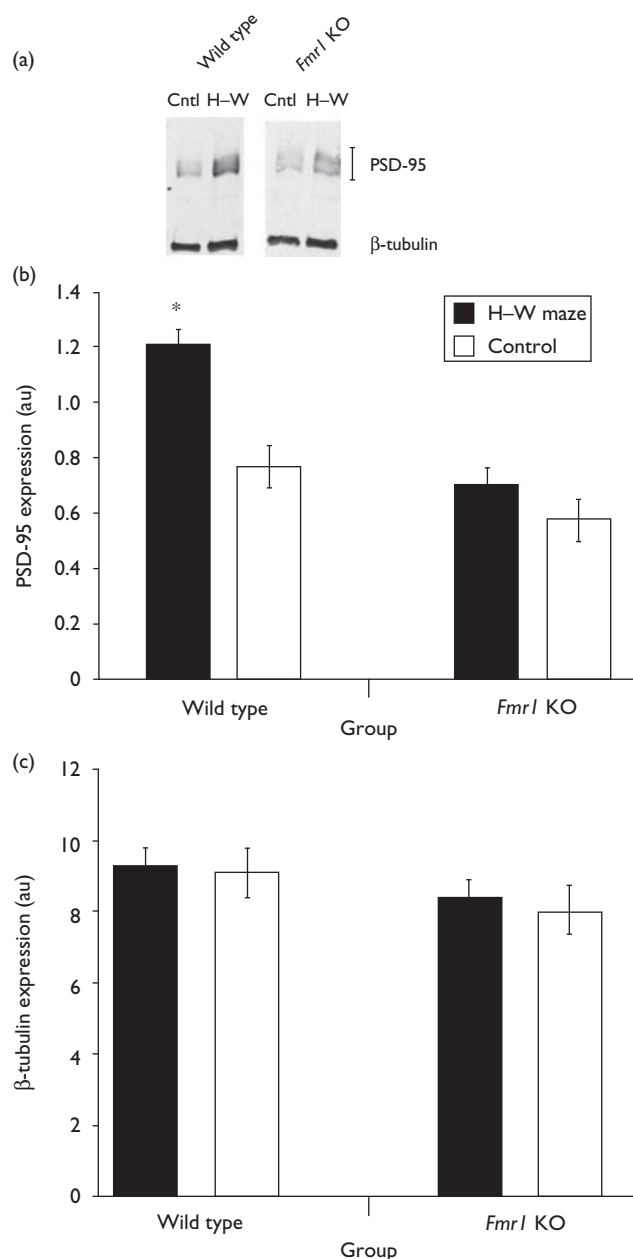 (a)
Wild type
Fmr1 KO
Cntl H–W Cntl H–W
PSD-95
β-tubulin
(b)
1.4
1.2
1.0
0.8
0.6
0.4
0.2
0
PSD-95 expression (au)
*
H–W maze
Control
Wild type
Fmr1 KO
Group
(c)
12
10
8
6
4
2
0
β-tubulin expression (au)
Wild type
Fmr1 KO
Group